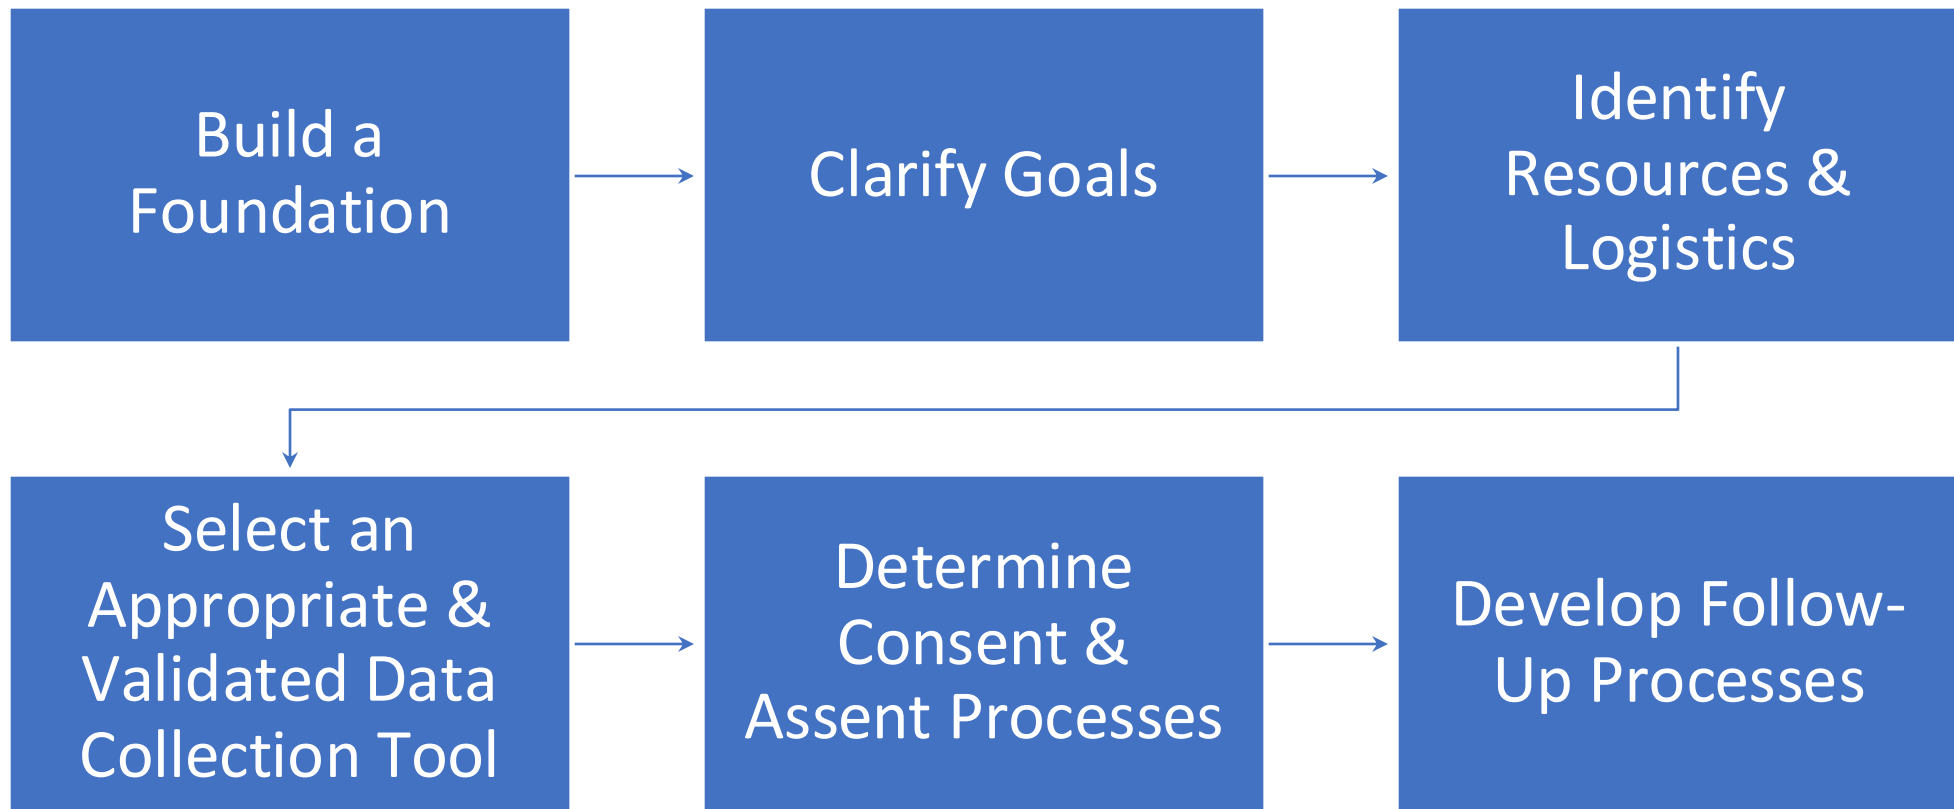 Build a
Foundation
Clarify Goals
Identify
Resources &
Logistics
Select an
Appropriate &
Validated Data
Collection Tool
Determine
Consent &
Assent Processes
Develop Follow-
Up Processes